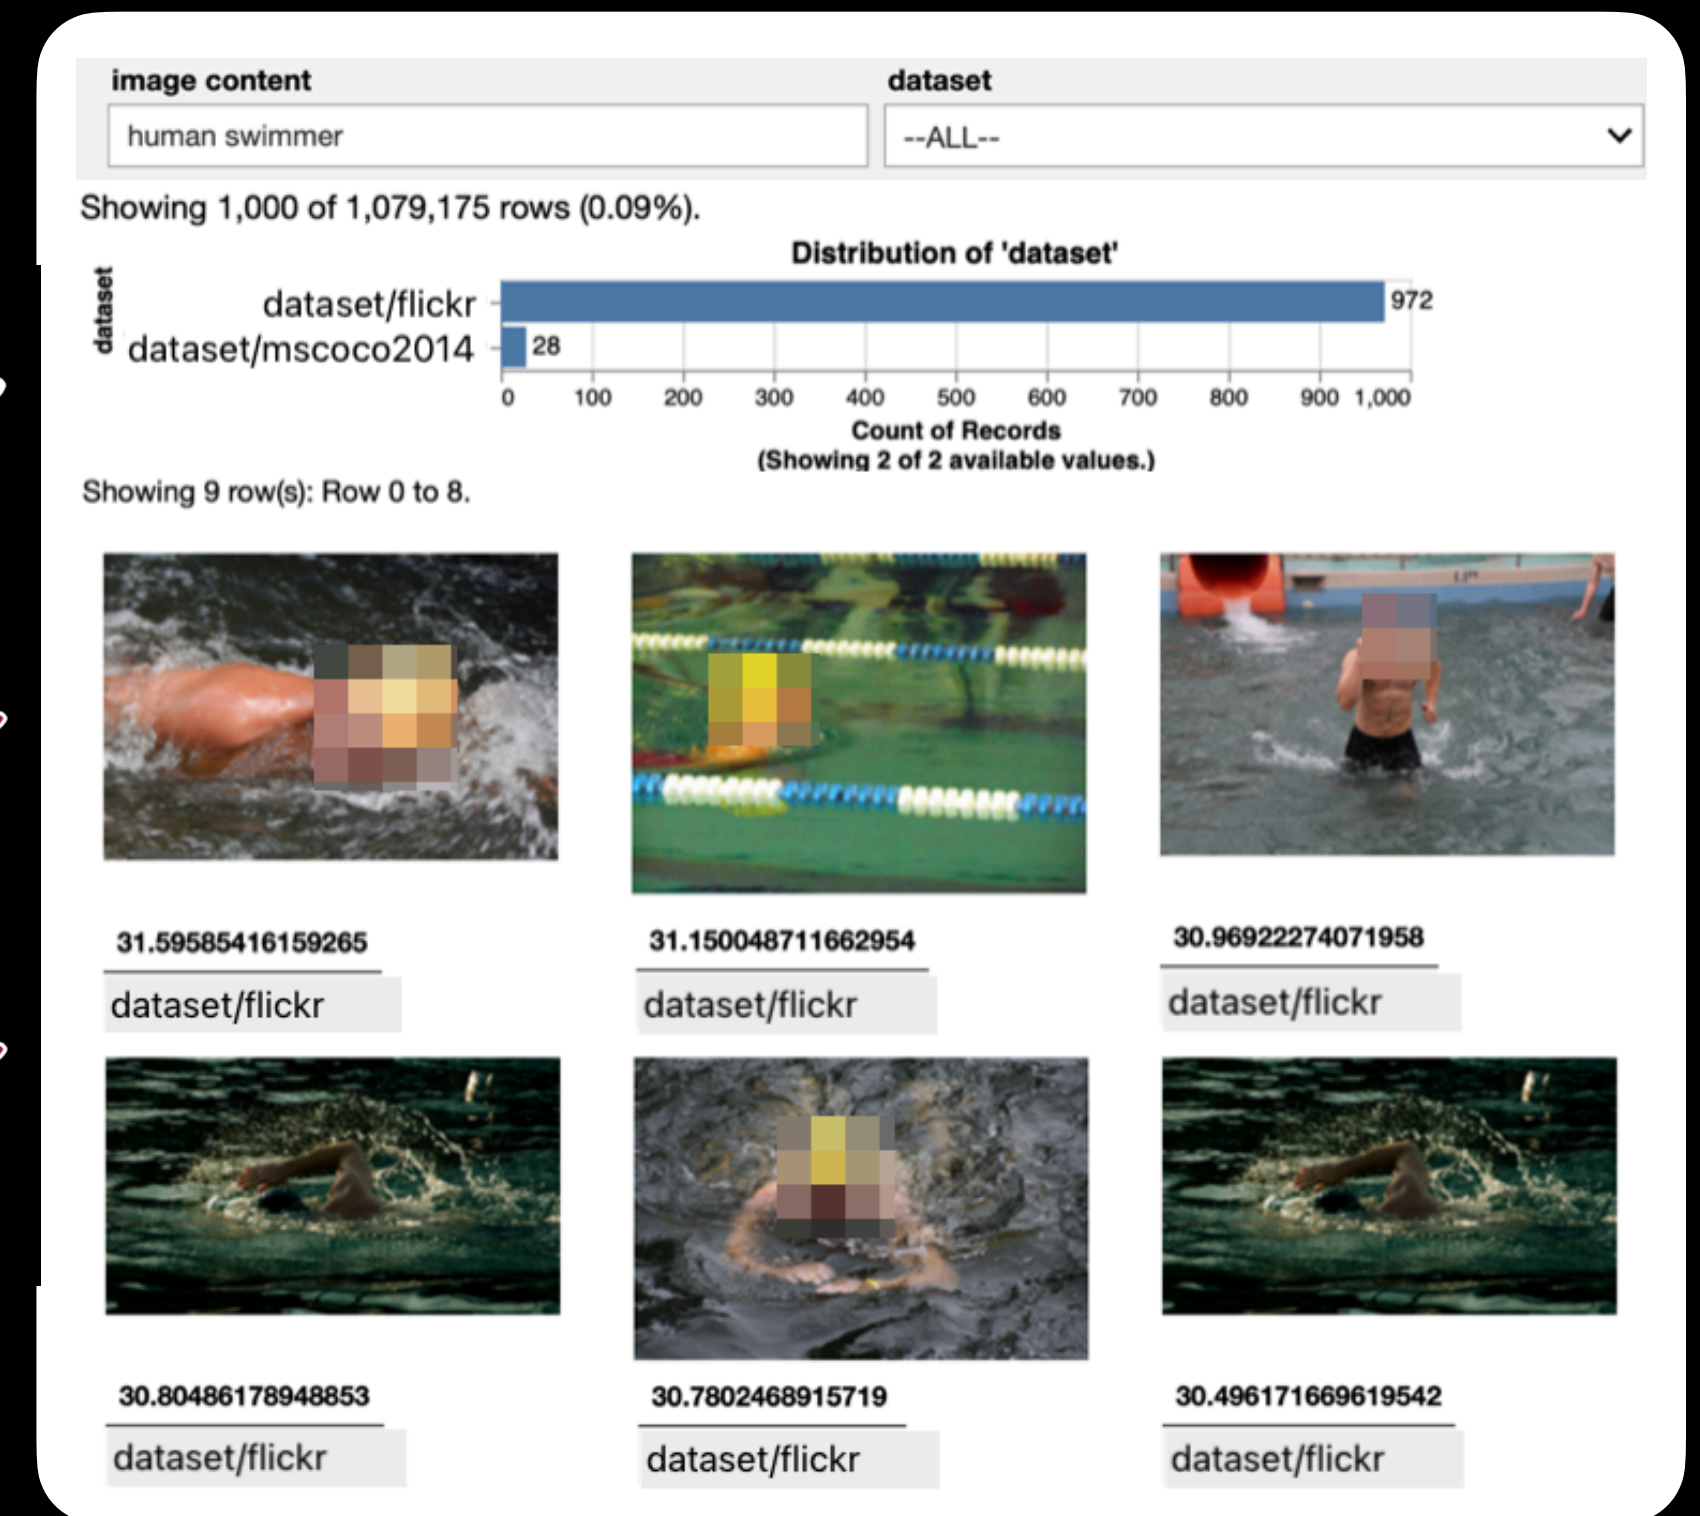 image content
dataset
human swimmer
--ALL--
Showing 1,000 of 1,079,175 rows (0.09%).
Distribution of 'dataset'
dataset
dataset/flickr
972
dataset/mscoco2014
28
0 100 200 300 400 500 600 700 800 900 1,000
Count of Records
(Showing 2 of 2 available values.)
Showing 9 row(s): Row 0 to 8.
31.59585416159265
31.150048711662954
30.96922274071958
dataset/flickr
dataset/flickr
dataset/flickr
30.80486178948853
30.7802468915719
30.496171669619542
dataset/flickr
dataset/flickr
dataset/flickr